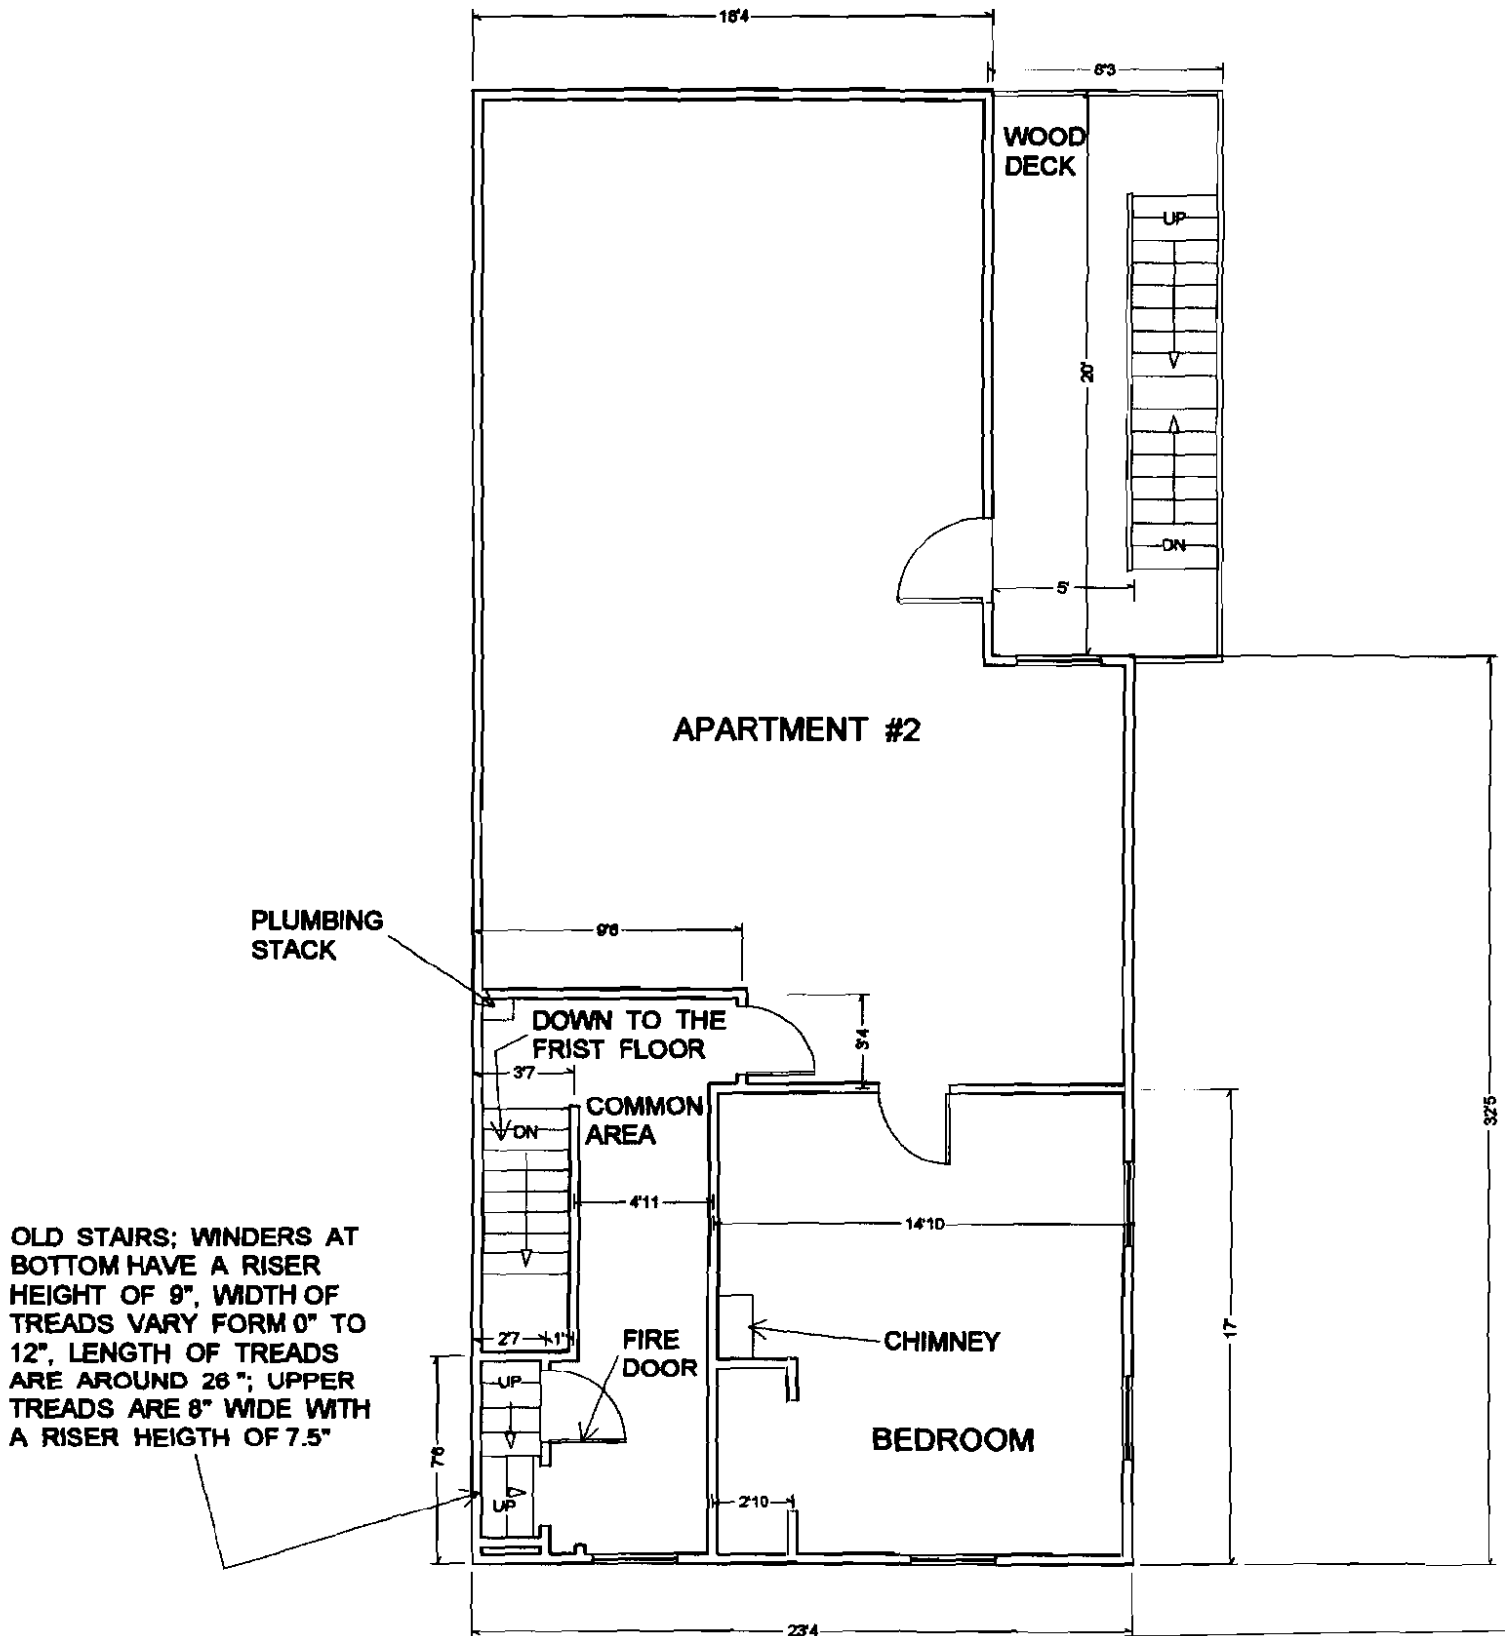 18'4
8'3
WOOD
DECK
UP
20'
DN
5'
APARTMENT #2
PLUMBING
STACK
9'6
DOWN TO THE
FRIST FLOOR
3'4
3'7
COMMON
AREA
DN
4'11
14'10
32'5
17'
OLD STAIRS; WINDERS AT
BOTTOM HAVE A RISER
HEIGHT OF 9", WIDTH OF
TREADS VARY FORM 0" TO
12", LENGTH OF TREADS
ARE AROUND 26 "; UPPER
TREADS ARE 8" WIDE WITH
A RISER HEIGTH OF 7.5"
2'7
1'
FIRE
DOOR
CHIMNEY
UP
BEDROOM
7'6
UP
2'10
23'4